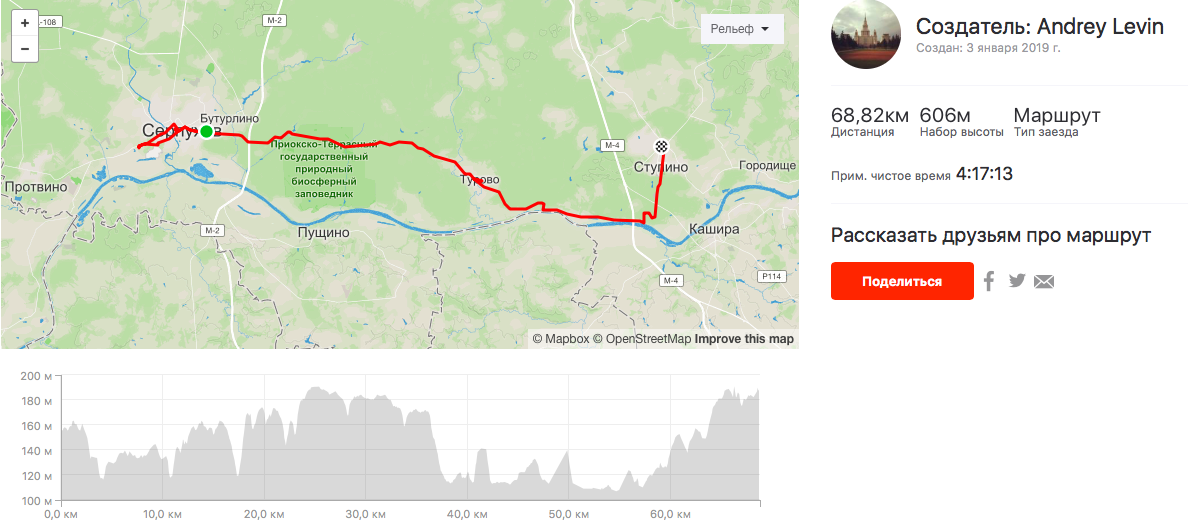 +
−
-108
M-2
Рельеф
Бутурлино
Серпухов
Приокско-Террасный
государственный
природный
биосферный
заповедник
M-4
Ступино
Городище
Протвино
Турово
M-2
Пущино
Кашира
M-4
P114
© Mapbox © OpenStreetMap Improve this map
Создатель: Andrey Levin
Создан: 3 января 2019 г.
68,82км 606м Маршрут
Дистанция Набор высоты Тип заезда
Прим. чистое время 4:17:13
Рассказать друзьям про маршрут
Поделиться
200 м
180 м
160 м
140 м
120 м
100 м
0,0 км 10,0 км 20,0 км 30,0 км 40,0 км 50,0 км 60,0 км